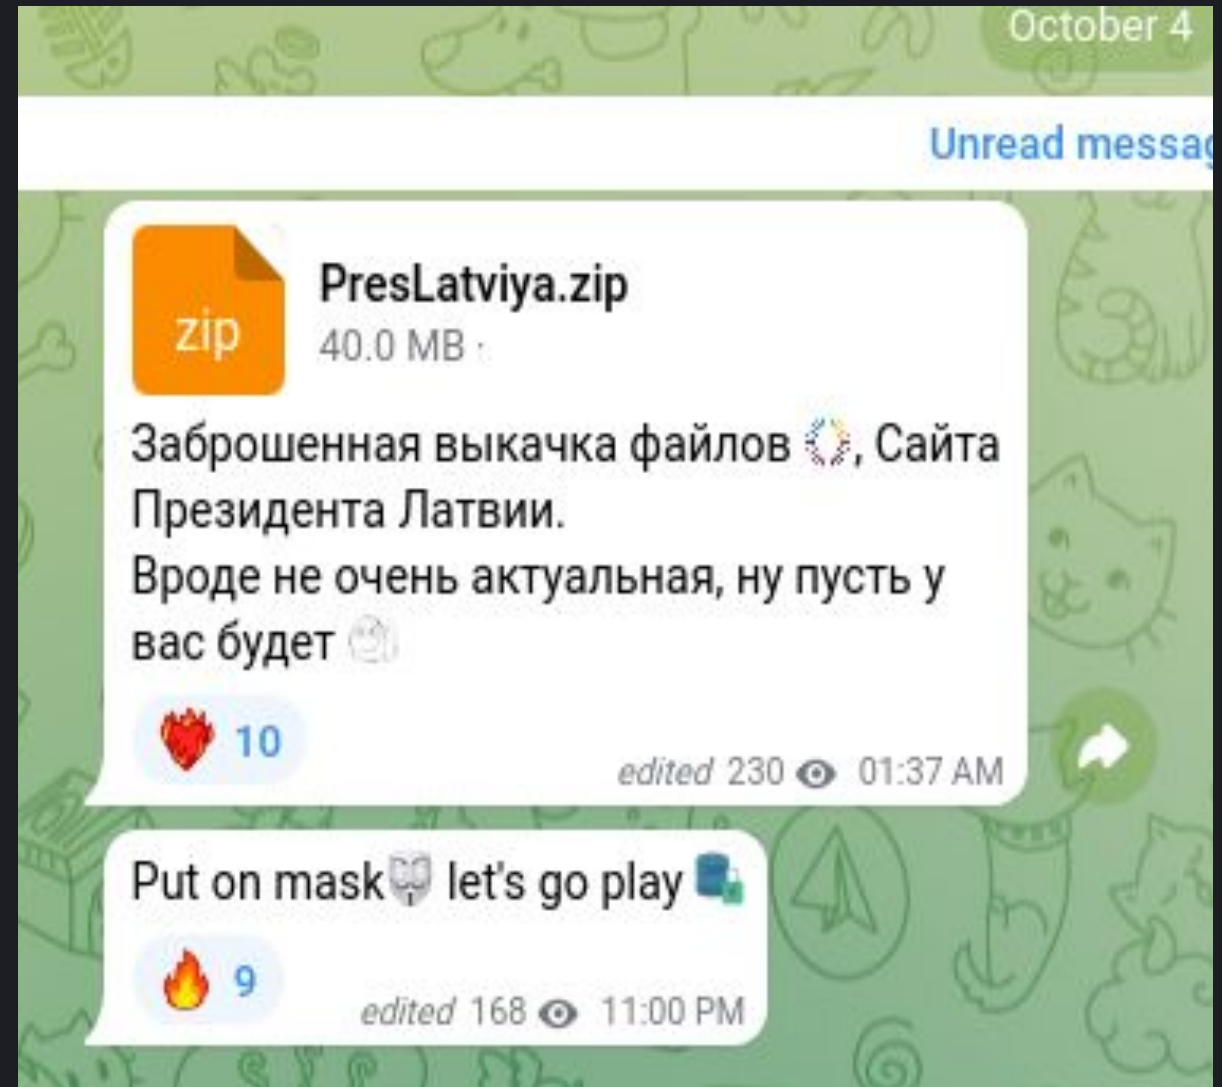 October 4
Unread messag
zip
PresLatviya.zip
40.0 MB ·
Заброшенная выкачка файлов , Сайта
Президента Латвии.
Вроде не очень актуальная, ну пусть у
вас будет
10
edited 230 01:37 AM
Put on mask let's go play
9
edited 168 11:00 PM